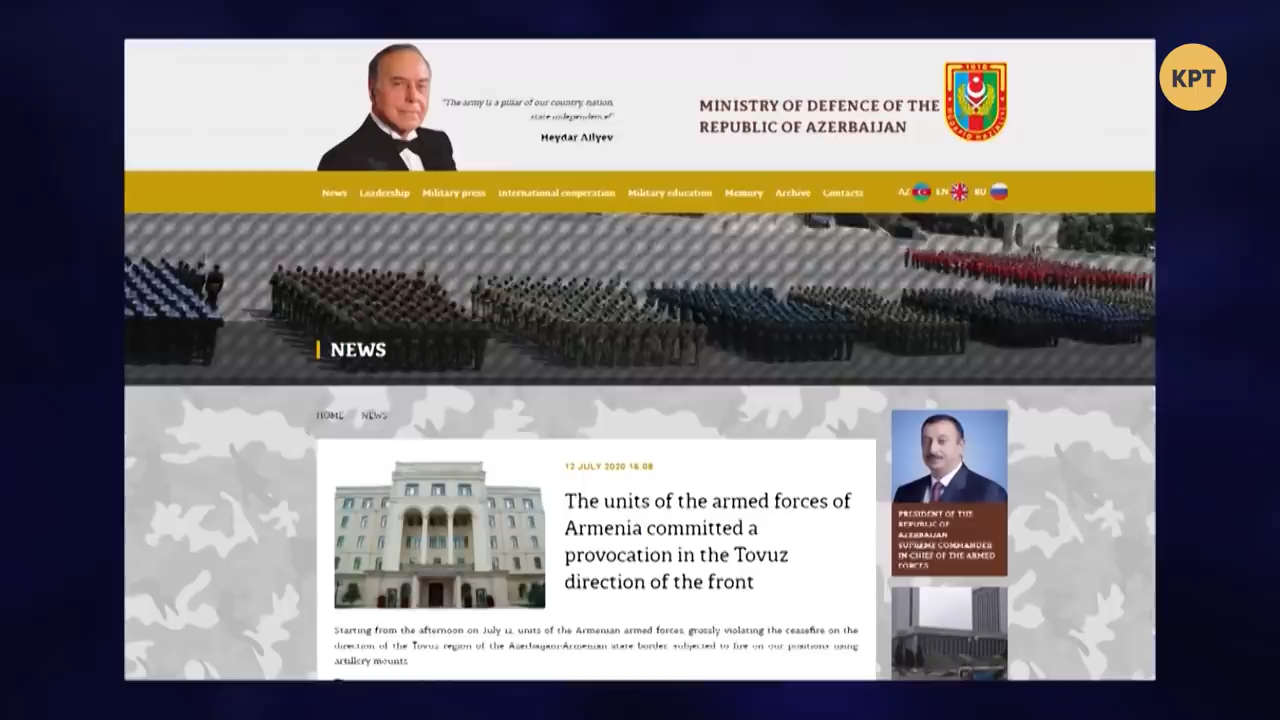 KPT
"The army is a pillar of our country, nation,
state independence!"
Heydar Aliyev
MINISTRY OF DEFENCE OF THE
REPUBLIC OF AZERBAIJAN
1918
News Leadership Military press International cooperation Military education Memory Archive Contacts AZ EN RU
NEWS
HOME NEWS
12 JULY 2020 16:08
The units of the armed forces of
Armenia committed a
provocation in the Tovuz
direction of the front
Starting from the afternoon on July 12, units of the Armenian armed forces, grossly violating the ceasefire on the
direction of the Tovuz region of the Azerbaijani-Armenian state border, subjected to fire on our positions using
artillery mounts.
PRESIDENT OF THE
REPUBLIC OF
AZERBAIJAN
SUPREME COMMANDER
IN-CHIEF OF THE ARMED
FORCES